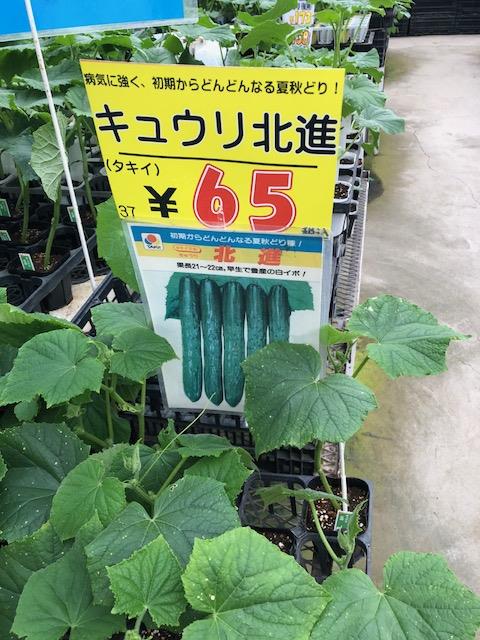 病気に強く、初期からどんどんなる夏秋どり！
キュウリ北進
(タキイ)
¥65
37
税込
初期からどんどんなる夏秋どり種！
北進
果長21〜22cm。早生で豊産の白イボ！